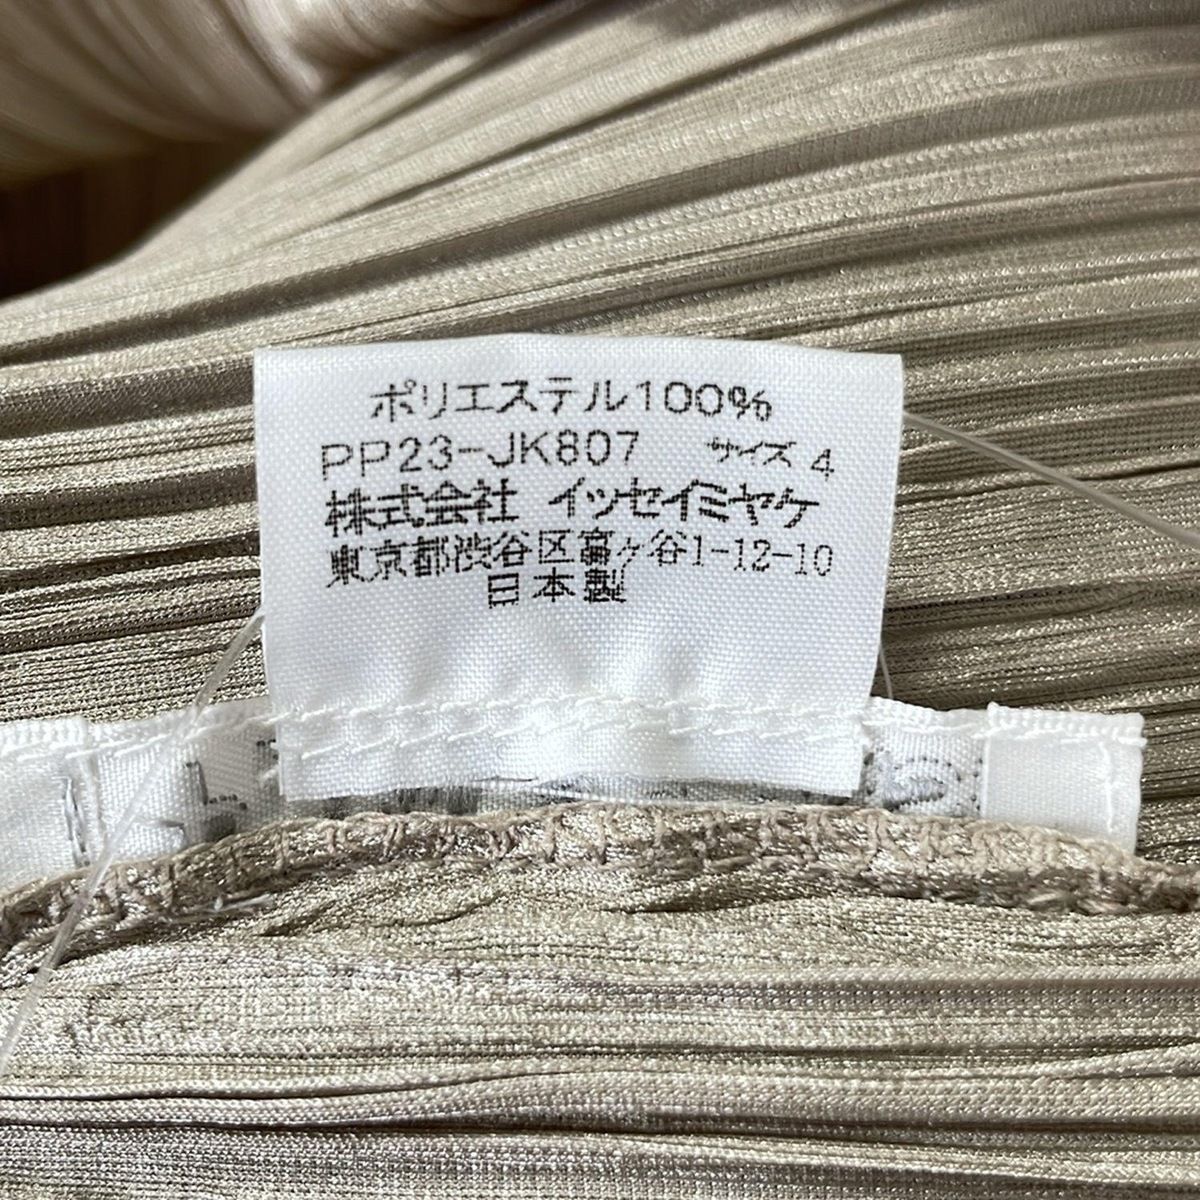 ポリエステル100%
PP23-JK807 サイズ 4
株式会社 イッセイミヤケ
東京都渋谷区富ヶ谷1-12-10
日本製